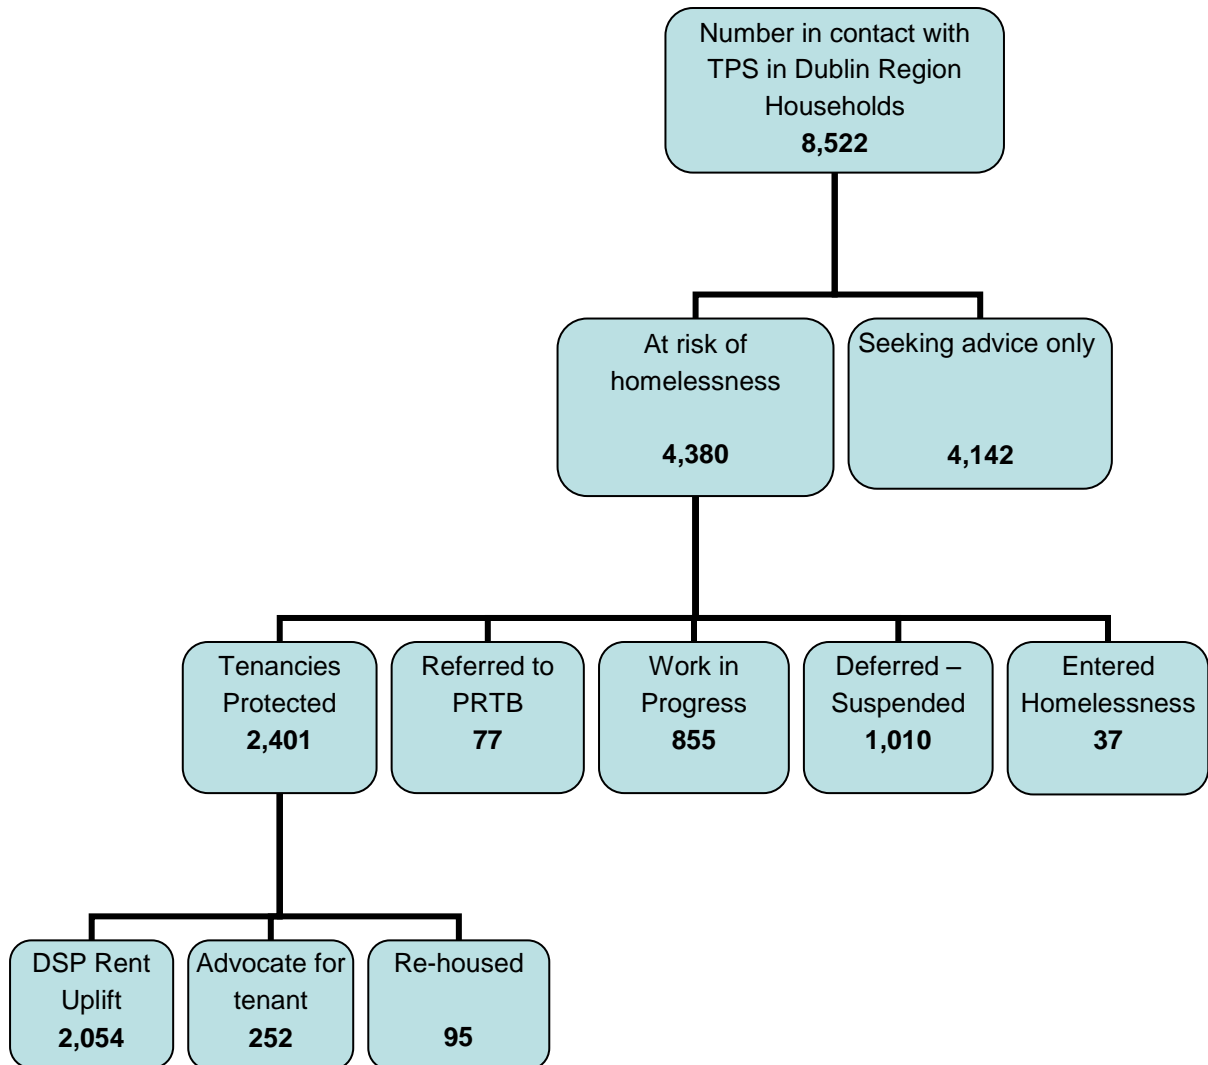 Number in contact with
TPS in Dublin Region
Households
8,522
At risk of
homelessness
4,380
Seeking advice only
4,142
Tenancies
Protected
2,401
Referred to
PRTB
77
Work in
Progress
855
Deferred –
Suspended
1,010
Entered
Homelessness
37
DSP Rent
Uplift
2,054
Advocate for
tenant
252
Re-housed
95